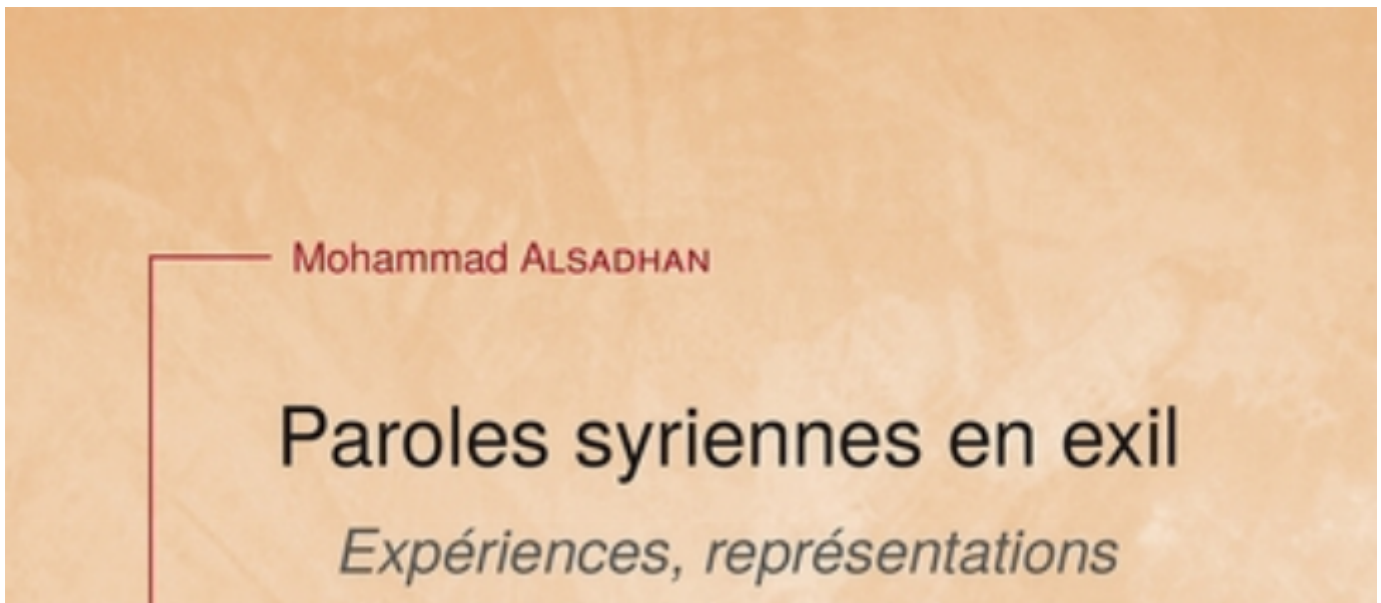 Mohammad ALSADHAN
Paroles syriennes en exil
Expériences, représentations